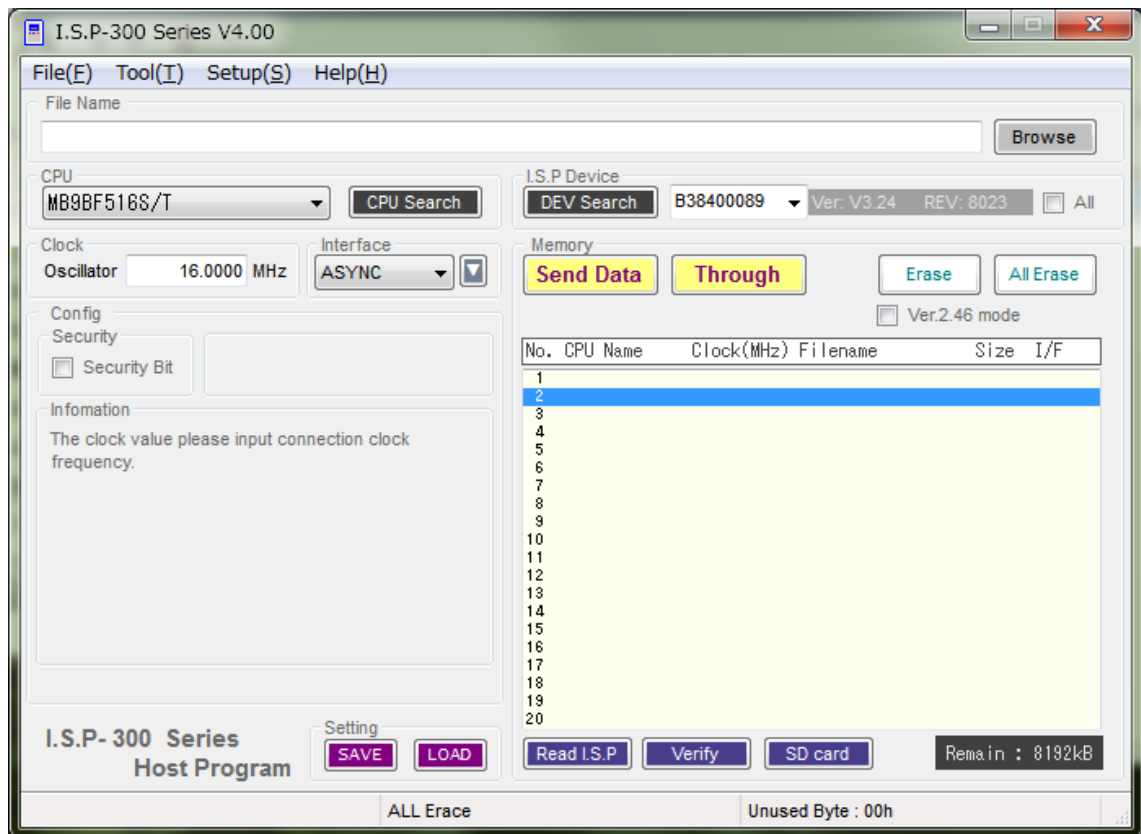 I.S.P-300 Series V4.00
File(F) Tool(T) Setup(S) Help(H)
File Name
Browse
CPU
MB9BF516S/T
CPU Search
I.S.P Device
DEV Search
B38400089
Ver: V3.24 REV: 8023
All
Clock
Oscillator 16.0000 MHz
Interface
ASYNC
Memory
Send Data
Through
Erase
All Erase
Ver.2.46 mode
Config
Security
Security Bit
Infomation
The clock value please input connection clock
frequency.
No. CPU Name Clock(MHz) Filename Size I/F
1
2
3
4
5
6
7
8
9
10
11
12
13
14
15
16
17
18
19
20
I.S.P- 300 Series
Host Program
Setting
SAVE
LOAD
Read I.S.P
Verify
SD card
Remain : 8192kB
ALL Erace
Unused Byte : 00h